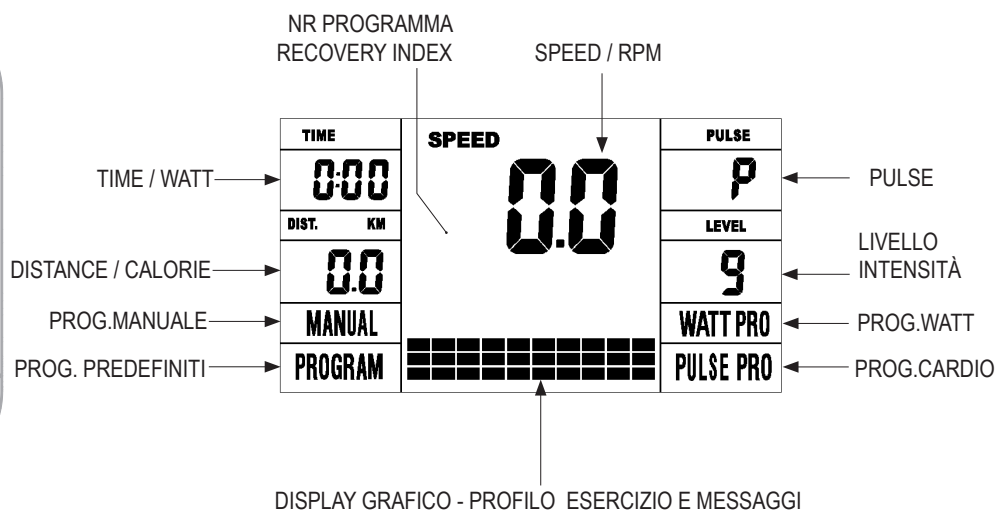 NR PROGRAMMA
RECOVERY INDEX
SPEED / RPM
TIME
SPEED
PULSE
TIME / WATT
0:00
0.0
P
PULSE
DIST. KM
LEVEL
DISTANCE / CALORIE
0.0
9
LIVELLO
INTENSITÀ
PROG.MANUALE
MANUAL
WATT PRO
PROG.WATT
PROG. PREDEFINITI
PROGRAM
PULSE PRO
PROG.CARDIO
DISPLAY GRAFICO - PROFILO ESERCIZIO E MESSAGGI